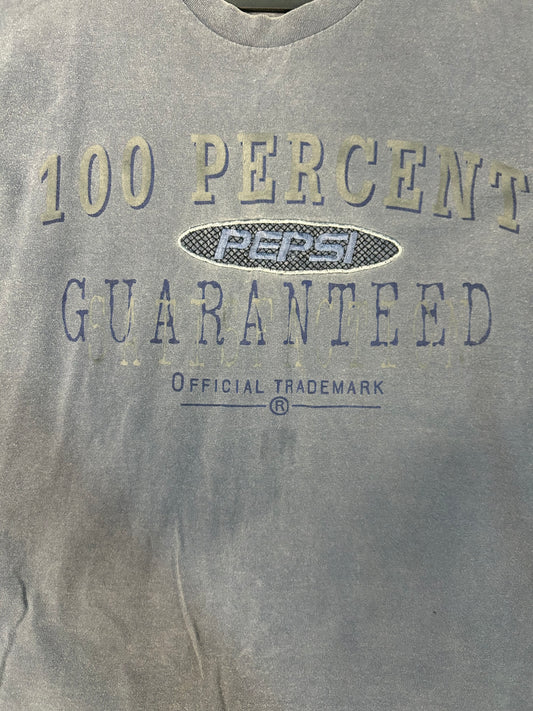 100 PERCENT
PEPSI
GUARANTEED
OFFICIAL TRADEMARK
®